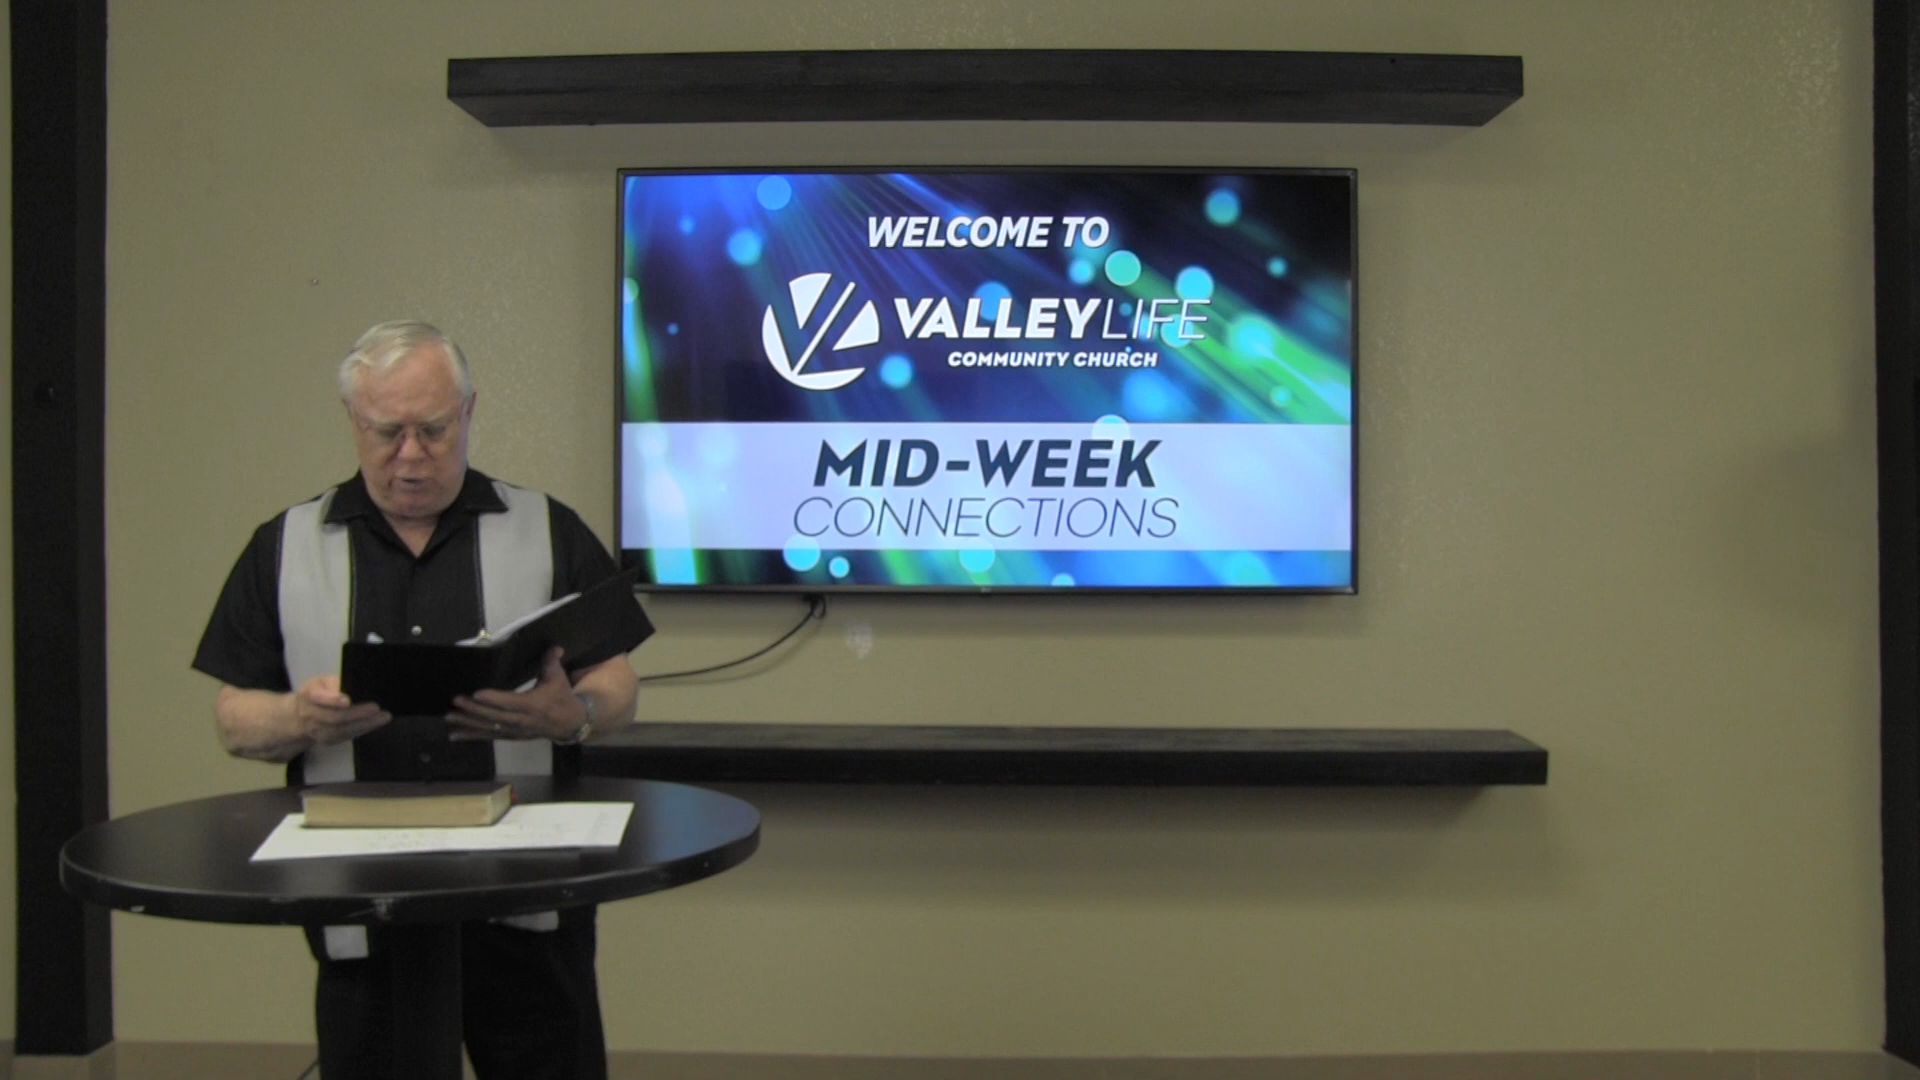 WELCOME TO
VALLEYLIFE
COMMUNITY CHURCH
MID-WEEK
CONNECTIONS